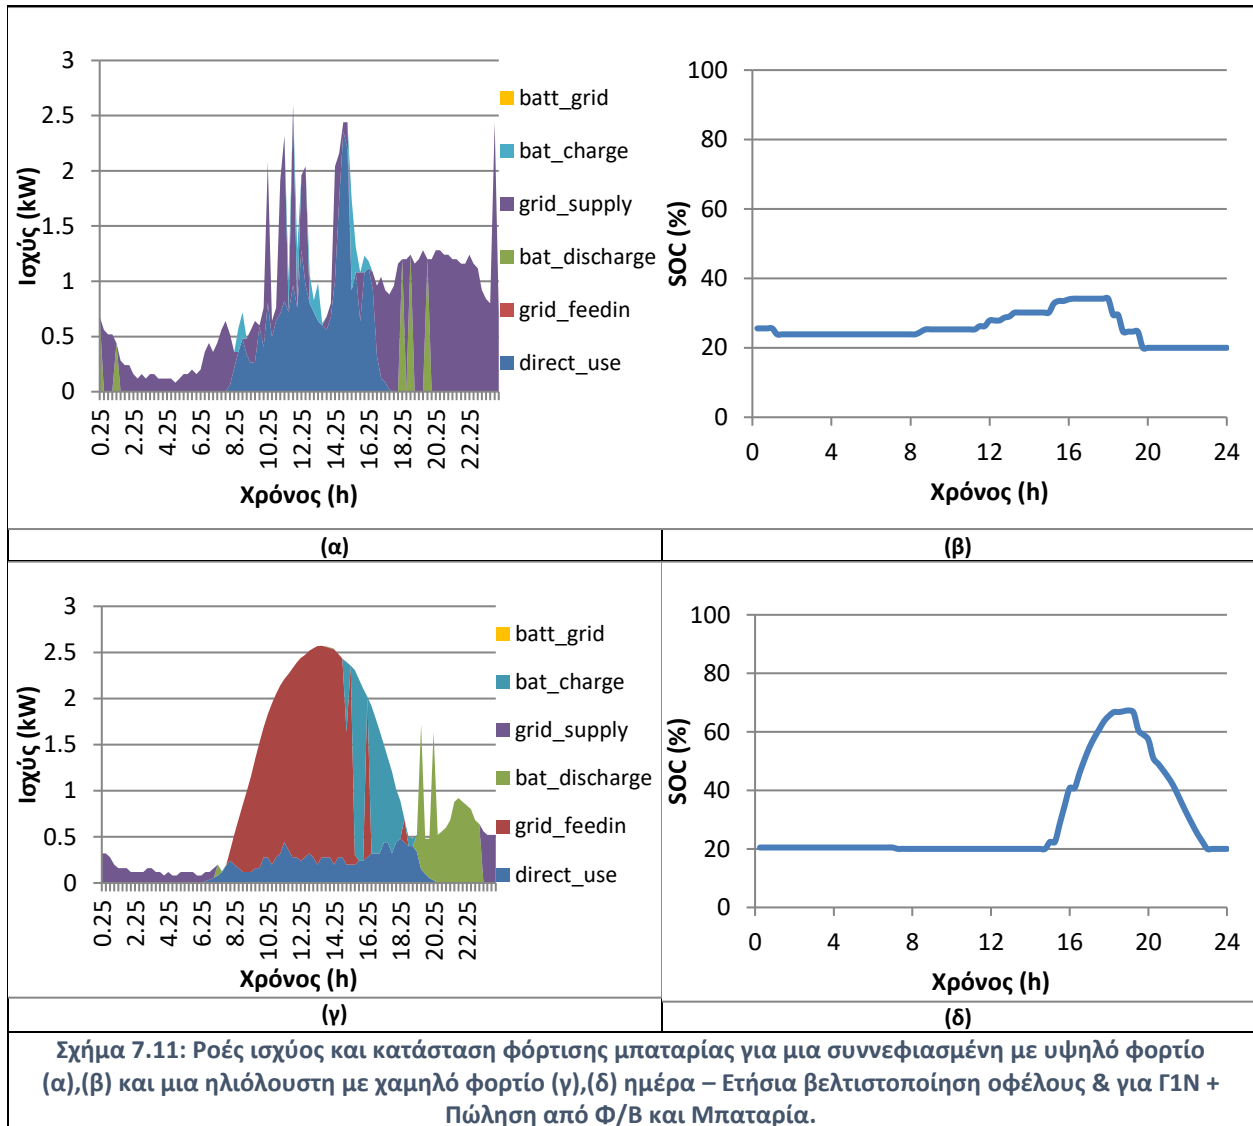 3
2.5
2
1.5
1
0.5
0
Ισχύς (kW)
0.25
2.25
4.25
6.25
8.25
10.25
12.25
14.25
16.25
18.25
20.25
22.25
Χρόνος (h)
batt_grid
bat_charge
grid_supply
bat_discharge
grid_feedin
direct_use
100
80
60
40
20
0
SOC (%)
0 4 8 12 16 20 24
Χρόνος (h)
(α)
(β)
3
2.5
2
1.5
1
0.5
0
Ισχύς (kW)
0.25
2.25
4.25
6.25
8.25
10.25
12.25
14.25
16.25
18.25
20.25
22.25
Χρόνος (h)
batt_grid
bat_charge
grid_supply
bat_discharge
grid_feedin
direct_use
100
80
60
40
20
0
SOC (%)
0 4 8 12 16 20 24
Χρόνος (h)
(γ)
(δ)
Σχήμα 7.11: Ροές ισχύος και κατάσταση φόρτισης μπαταρίας για μια συννεφιασμένη με υψηλό φορτίο
(α),(β) και μια ηλιόλουστη με χαμηλό φορτίο (γ),(δ) ημέρα – Ετήσια βελτιστοποίηση οφέλους & για Γ1Ν +
Πώληση από Φ/Β και Μπαταρία.